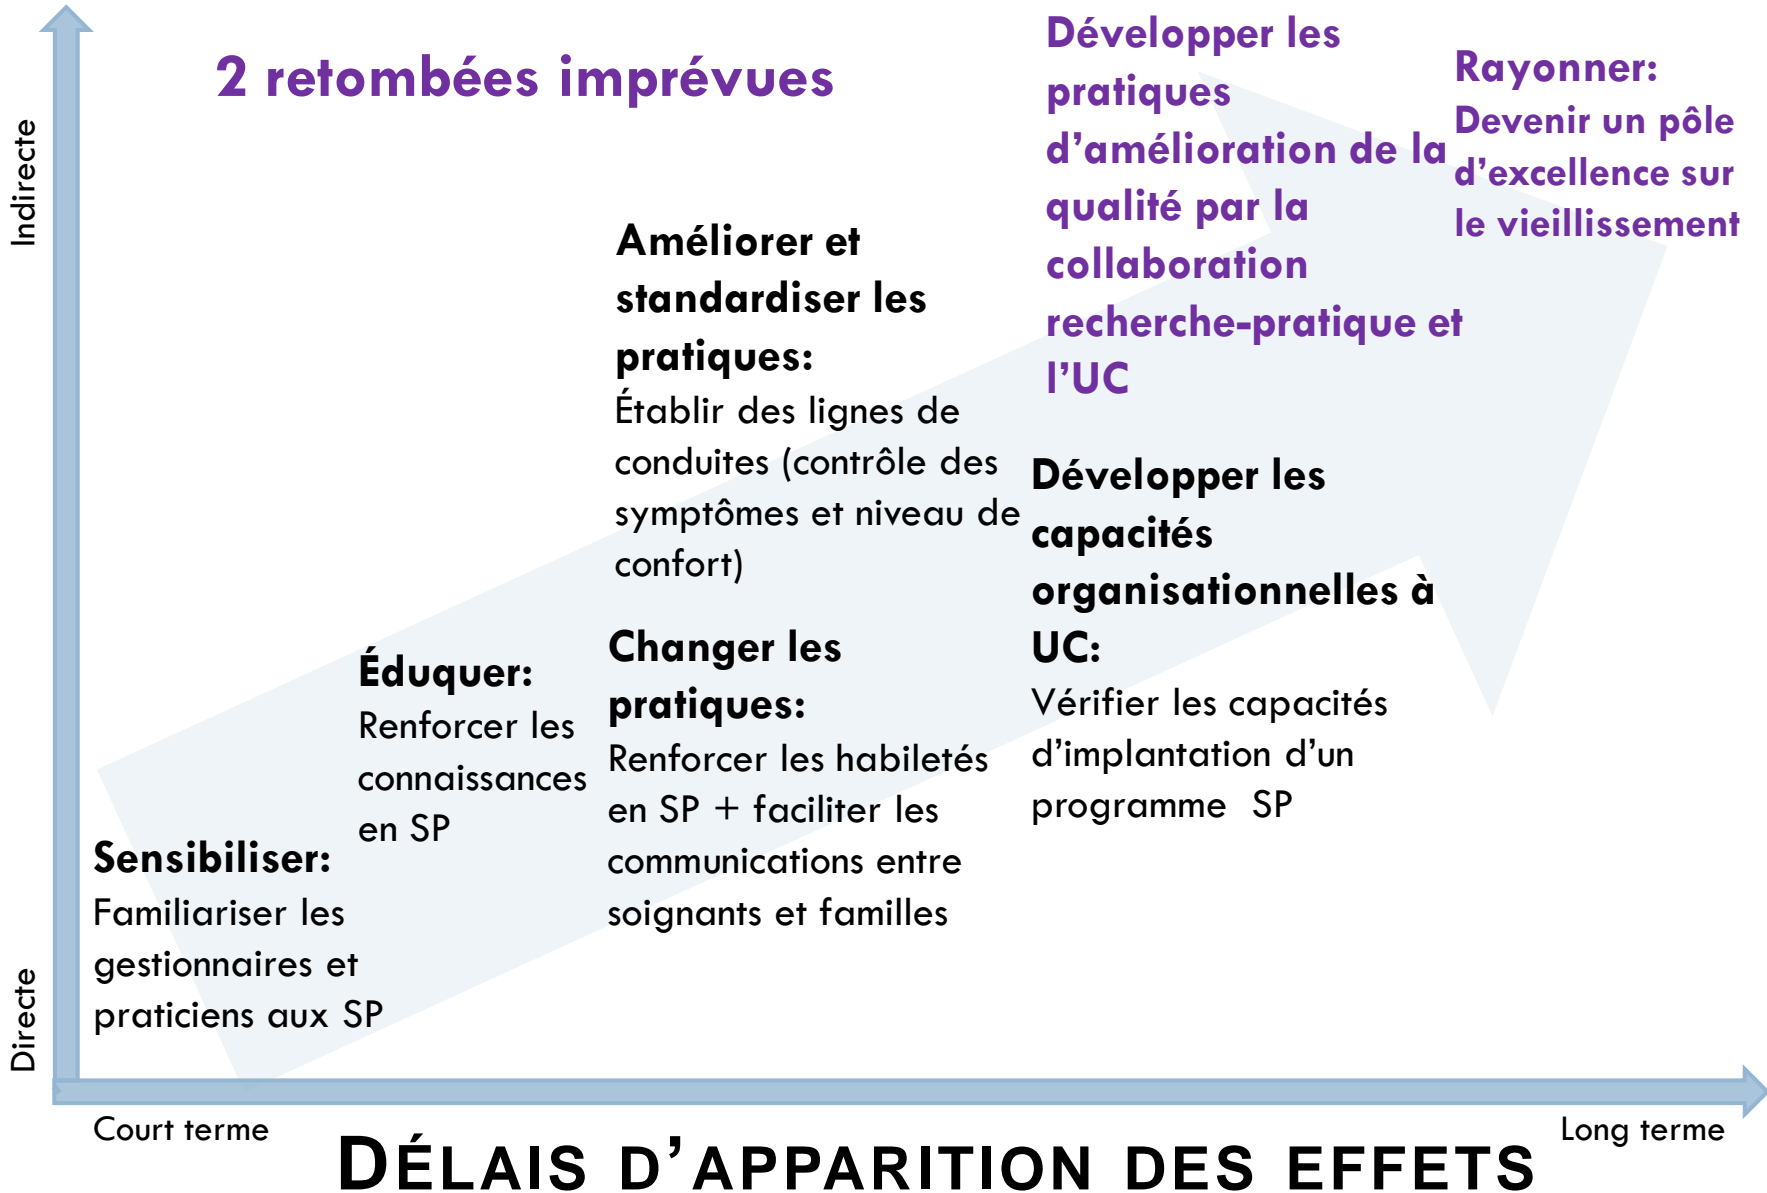 2 retombées imprévues
Développer les
pratiques
d'amélioration de la
qualité par la
collaboration
recherche-pratique et
l'UC
Rayonner:
Devenir un pôle
d'excellence sur
le vieillissement
Indirecte
Améliorer et
standardiser les
pratiques:
Établir des lignes de
conduites (contrôle des
symptômes et niveau de
confort)
Développer les
capacités
organisationnelles à
UC:
Vérifier les capacités
d'implantation d'un
programme  SP
Éduquer:
Renforcer les
connaissances
en SP
Changer les
pratiques:
Renforcer les habiletés
en SP + faciliter les
communications entre
soignants et familles
Sensibiliser:
Familiariser les
gestionnaires et
praticiens aux SP
Directe
Court terme
Long terme
DÉLAIS D'APPARITION DES EFFETS